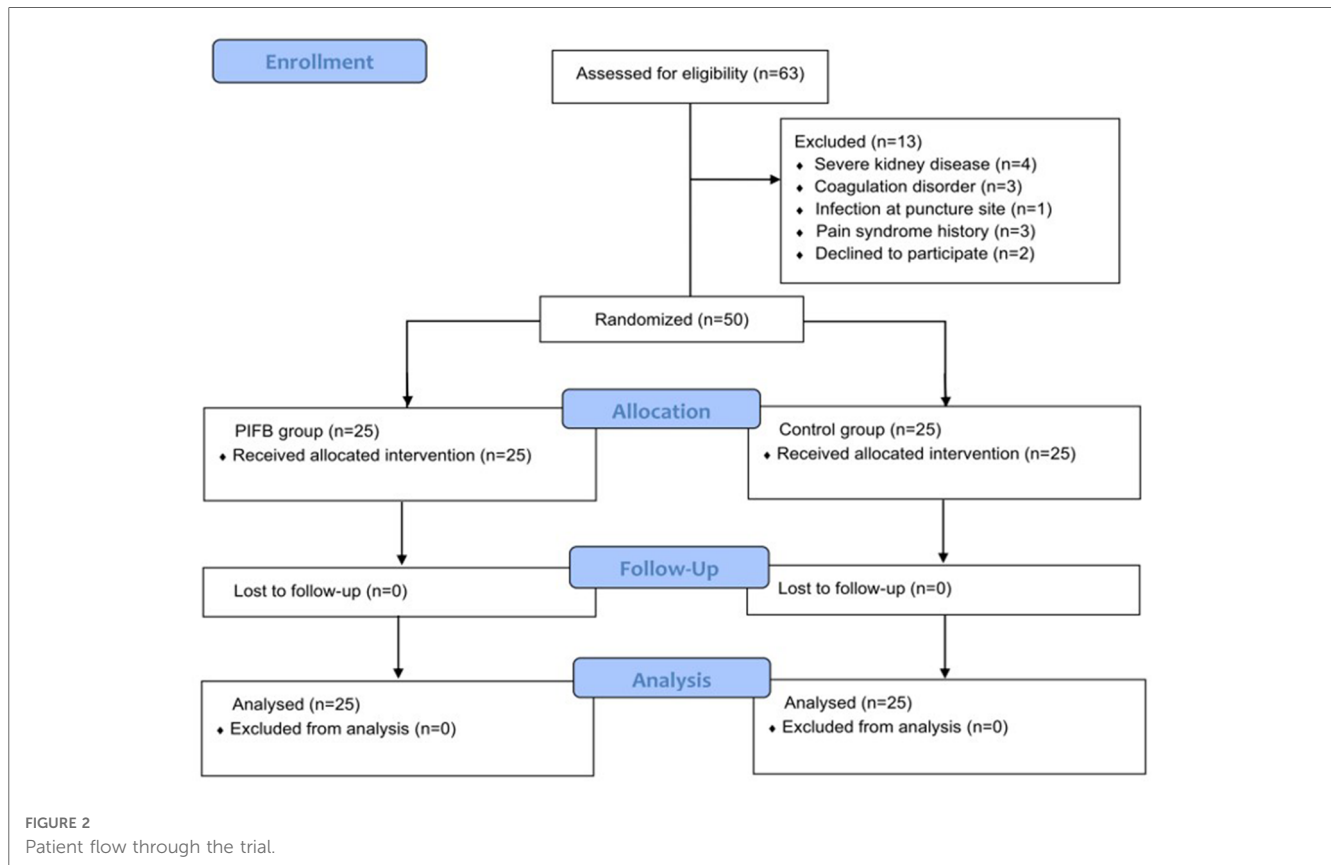 Enrollment
Assessed for eligibility (n=63)
Excluded (n=13)
♦ Severe kidney disease (n=4)
♦ Coagulation disorder (n=3)
♦ Infection at puncture site (n=1)
♦ Pain syndrome history (n=3)
♦ Declined to participate (n=2)
Randomized (n=50)
Allocation
PIFB group (n=25)
♦ Received allocated intervention (n=25)
Control group (n=25)
♦ Received allocated intervention (n=25)
Follow-Up
Lost to follow-up (n=0)
Lost to follow-up (n=0)
Analysis
Analysed (n=25)
♦ Excluded from analysis (n=0)
Analysed (n=25)
♦ Excluded from analysis (n=0)
FIGURE 2
Patient flow through the trial.